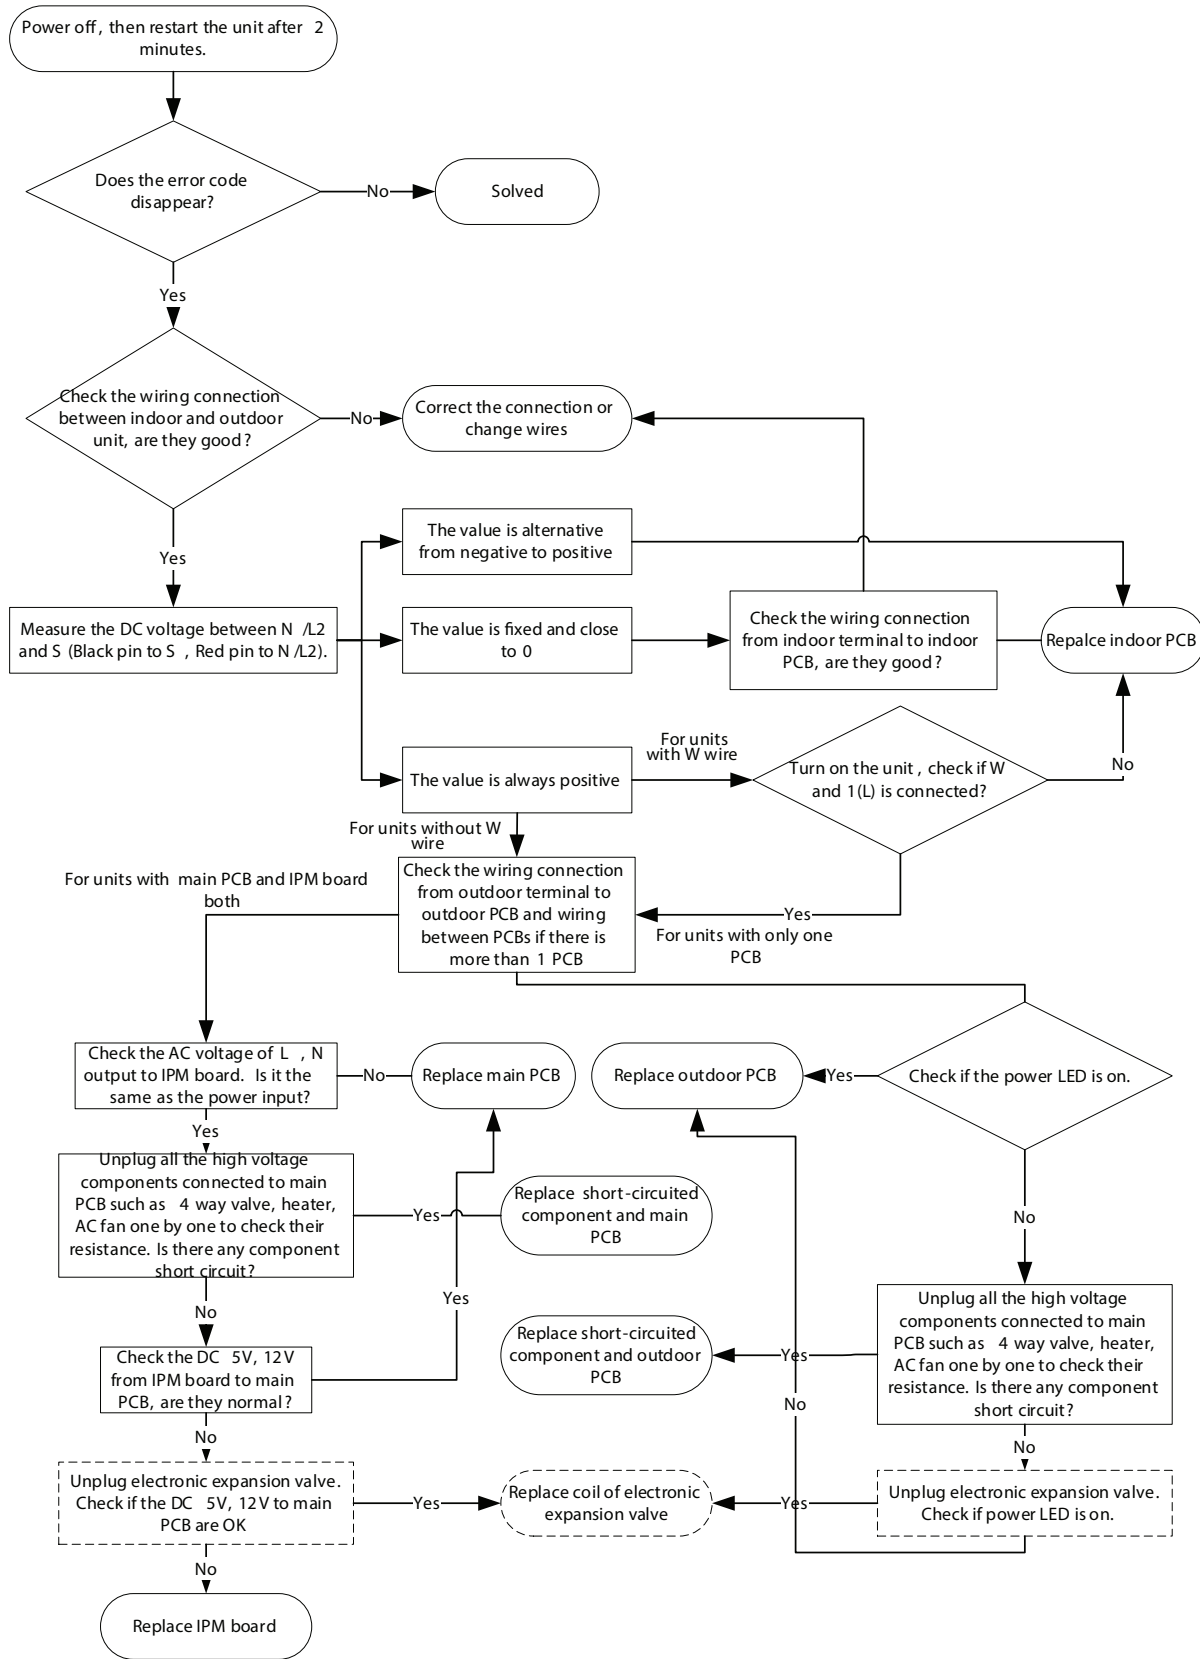 Power off, then restart the unit after 2
minutes.
Does the error code
disappear?
No
Solved
Yes
Check the wiring connection
between indoor and outdoor
unit, are they good?
No
Correct the connection or
change wires
Yes
The value is alternative
from negative to positive
Measure the DC voltage between N /L2
and S (Black pin to S , Red pin to N /L2).
The value is fixed and close
to 0
Check the wiring connection
from indoor terminal to indoor
PCB, are they good?
Repalce indoor PCB
The value is always positive
For units
with W wire
Turn on the unit , check if W
and 1(L) is connected?
No
For units without W
wire
For units with main PCB and IPM board
both
Check the wiring connection
from outdoor terminal to
outdoor PCB and wiring
between PCBs if there is
more than 1 PCB
Yes
For units with only one
PCB
Check the AC voltage of L , N
output to IPM board. Is it the
same as the power input?
No
Replace main PCB
Replace outdoor PCB
Yes
Check if the power LED is on.
Yes
Unplug all the high voltage
components connected to main
PCB such as 4 way valve, heater,
AC fan one by one to check their
resistance. Is there any component
short circuit?
Yes
Replace short-circuited
component and main
PCB
No
No
Yes
Unplug all the high voltage
components connected to main
PCB such as 4 way valve, heater,
AC fan one by one to check their
resistance. Is there any component
short circuit?
Yes
Replace short-circuited
component and outdoor
PCB
Check the DC 5V, 12V
from IPM board to main
PCB, are they normal?
No
No
No
Unplug electronic expansion valve.
Check if the DC 5V, 12V to main
PCB are OK
Yes
Replace coil of electronic
expansion valve
Yes
Unplug electronic expansion valve.
Check if power LED is on.
No
Replace IPM board